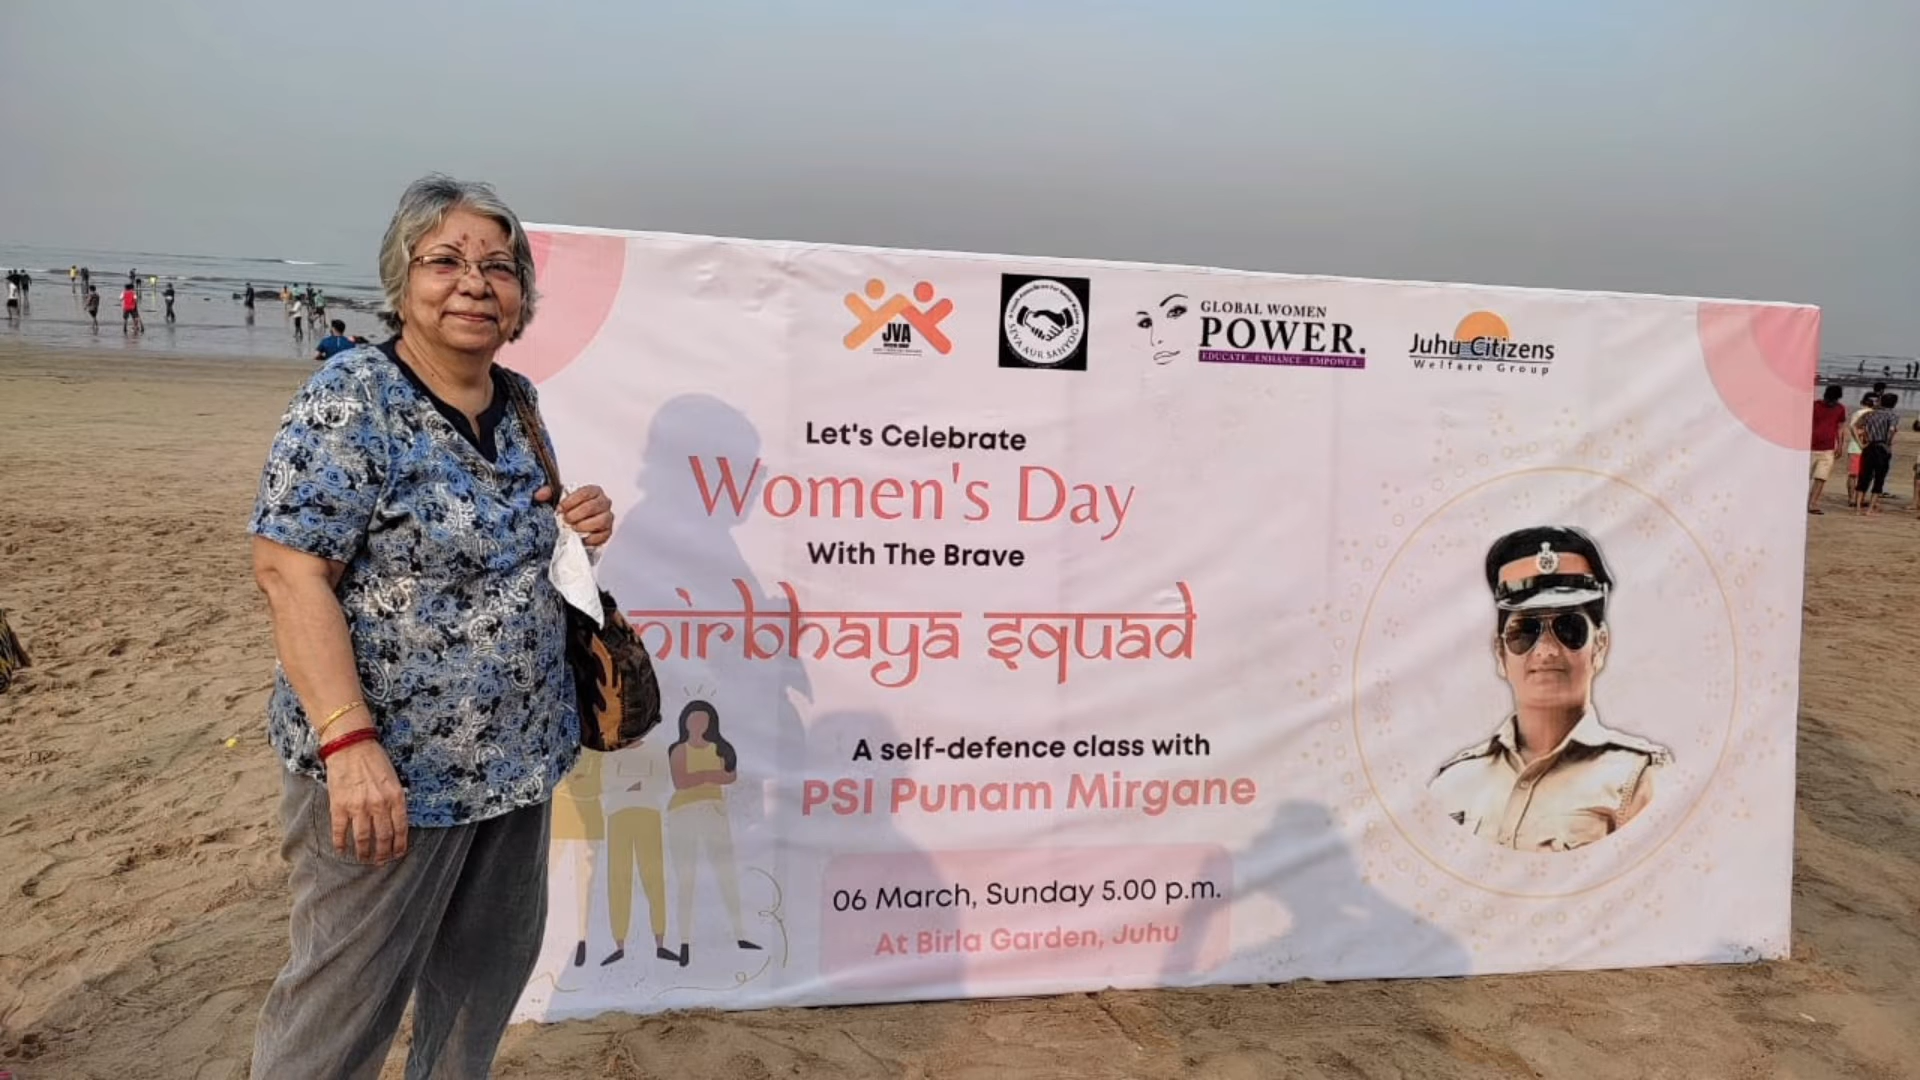 JVA
SEVA AUR SAHYOG
GLOBAL WOMEN
POWER.
EDUCATE.. ENHANCE.. EMPOWER..
Juhu Citizens
Welfare Group
Let's Celebrate
Women's Day
With The Brave
nirbhaya squad
A self-defence class with
PSI Punam Mirgane
06 March, Sunday 5.00 p.m.
At Birla Garden, Juhu